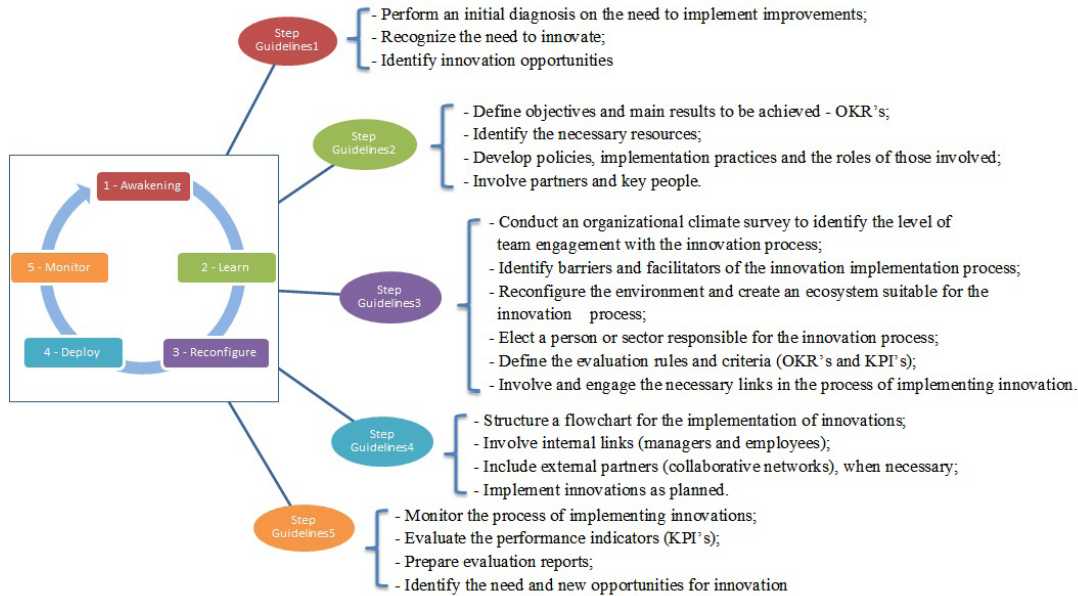 1 - Awakening
2 - Learn
3 - Reconfigure
4 - Deploy
5 - Monitor
Step
Guidelines1
- Perform an initial diagnosis on the need to implement improvements;
- Recognize the need to innovate;
- Identify innovation opportunities
Step
Guidelines2
- Define objectives and main results to be achieved - OKR's;
- Identify the necessary resources;
- Develop policies, implementation practices and the roles of those involved;
- Involve partners and key people.
Step
Guidelines3
- Conduct an organizational climate survey to identify the level of
team engagement with the innovation process;
- Identify barriers and facilitators of the innovation implementation process;
- Reconfigure the environment and create an ecosystem suitable for the
innovation process;
- Elect a person or sector responsible for the innovation process;
- Define the evaluation rules and criteria (OKR's and KPI's);
- Involve and engage the necessary links in the process of implementing innovation.
Step
Guidelines4
- Structure a flowchart for the implementation of innovations;
- Involve internal links (managers and employees);
- Include external partners (collaborative networks), when necessary;
- Implement innovations as planned.
Step
Guidelines5
- Monitor the process of implementing innovations;
- Evaluate the performance indicators (KPI's);
- Prepare evaluation reports;
- Identify the need and new opportunities for innovation